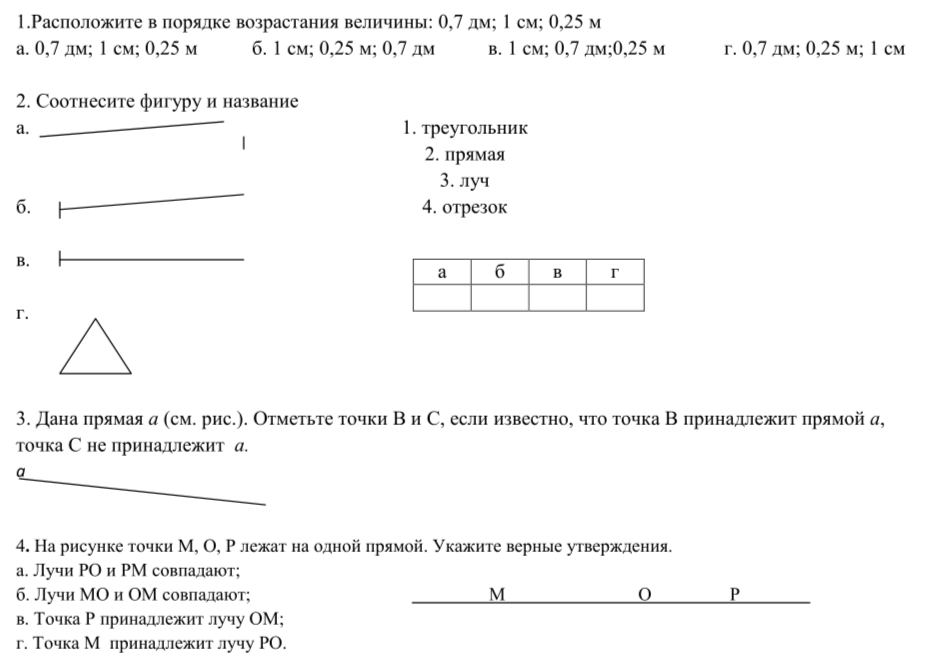 1.Расположите в порядке возрастания величины: 0,7 дм; 1 см; 0,25 м
а. 0,7 дм; 1 см; 0,25 м б. 1 см; 0,25 м; 0,7 дм в. 1 см; 0,7 дм;0,25 м г. 0,7 дм; 0,25 м; 1 см
2. Соотнесите фигуру и название
а. 1. треугольник
2. прямая
3. луч
б. 4. отрезок
в.
а б в г
г.
3. Дана прямая а (см. рис.). Отметьте точки В и С, если известно, что точка В принадлежит прямой а,
точка С не принадлежит а.
а
4. На рисунке точки М, О, Р лежат на одной прямой. Укажите верные утверждения.
а. Лучи РО и РМ совпадают;
б. Лучи МО и ОМ совпадают; М О Р
в. Точка Р принадлежит лучу ОМ;
г. Точка М принадлежит лучу РО.